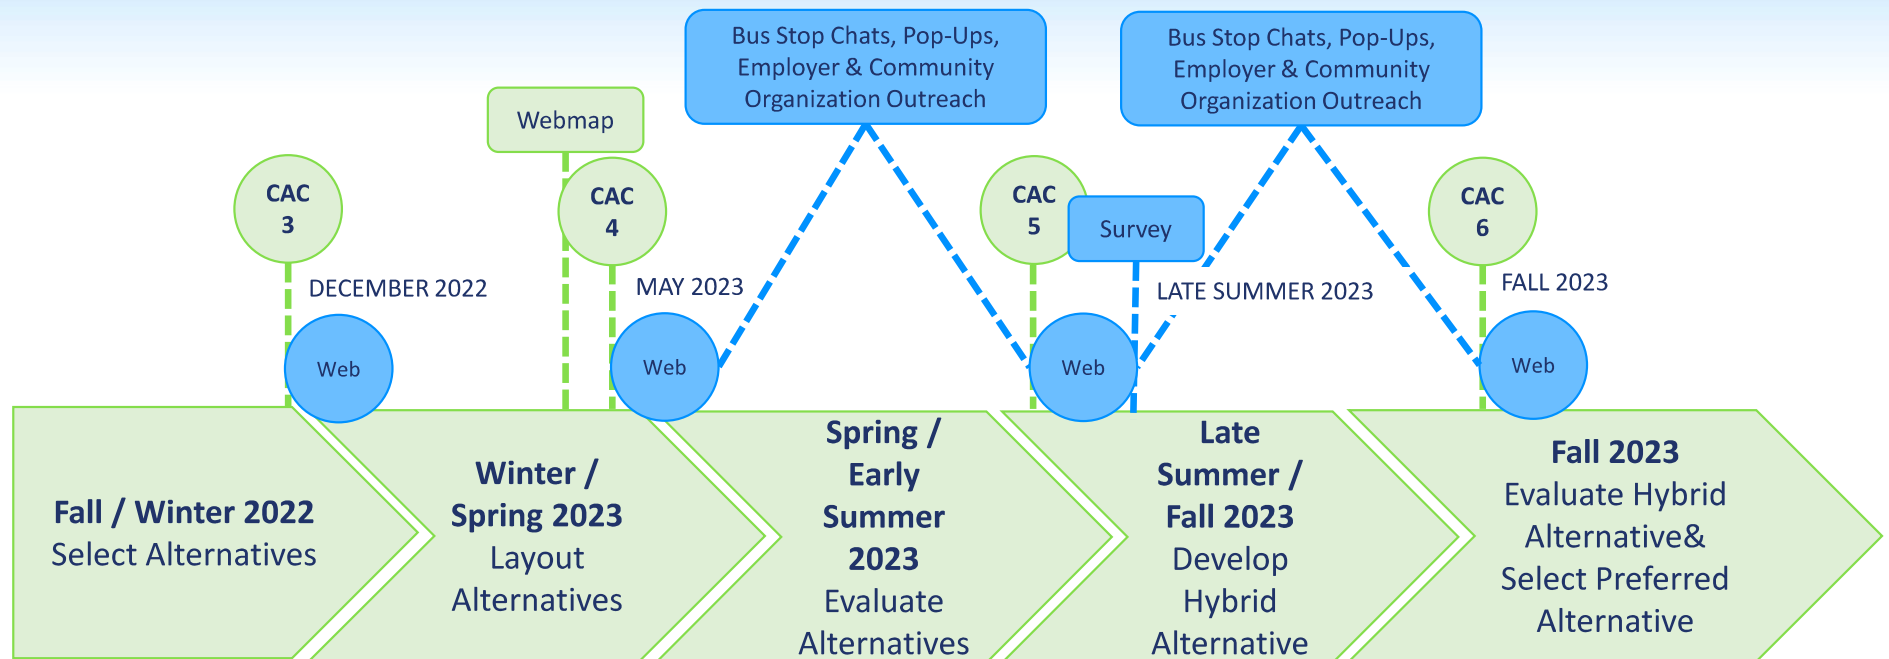 Bus Stop Chats, Pop-Ups,
Employer & Community
Organization Outreach
Bus Stop Chats, Pop-Ups,
Employer & Community
Organization Outreach
Webmap
CAC
3
CAC
4
CAC
5
Survey
CAC
6
DECEMBER 2022
MAY 2023
LATE SUMMER 2023
FALL 2023
Web
Web
Web
Web
Fall / Winter 2022
Select Alternatives
Winter /
Spring 2023
Layout
Alternatives
Spring /
Early
Summer
2023
Evaluate
Alternatives
Late
Summer /
Fall 2023
Develop
Hybrid
Alternative
Fall 2023
Evaluate Hybrid
Alternative&
Select Preferred
Alternative